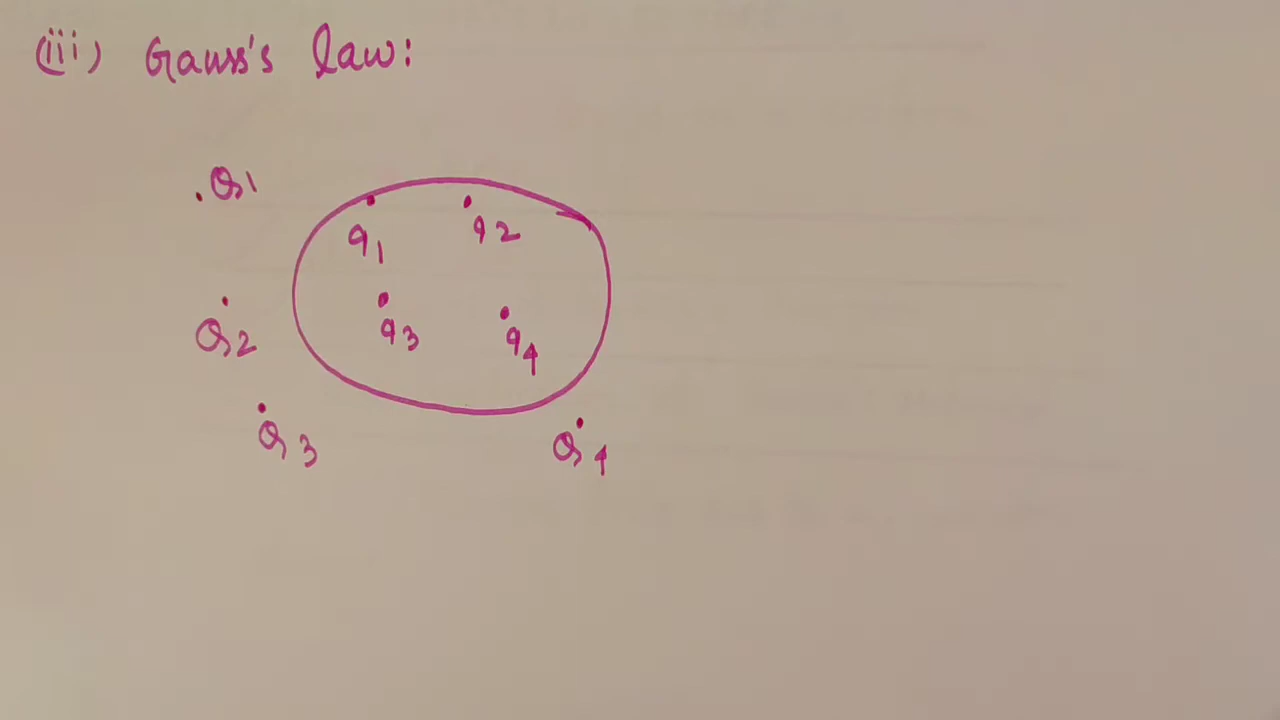 (iii) Gauss's law:
.Q1
q1 q2
Q2 q3 q4
Q3 Q4